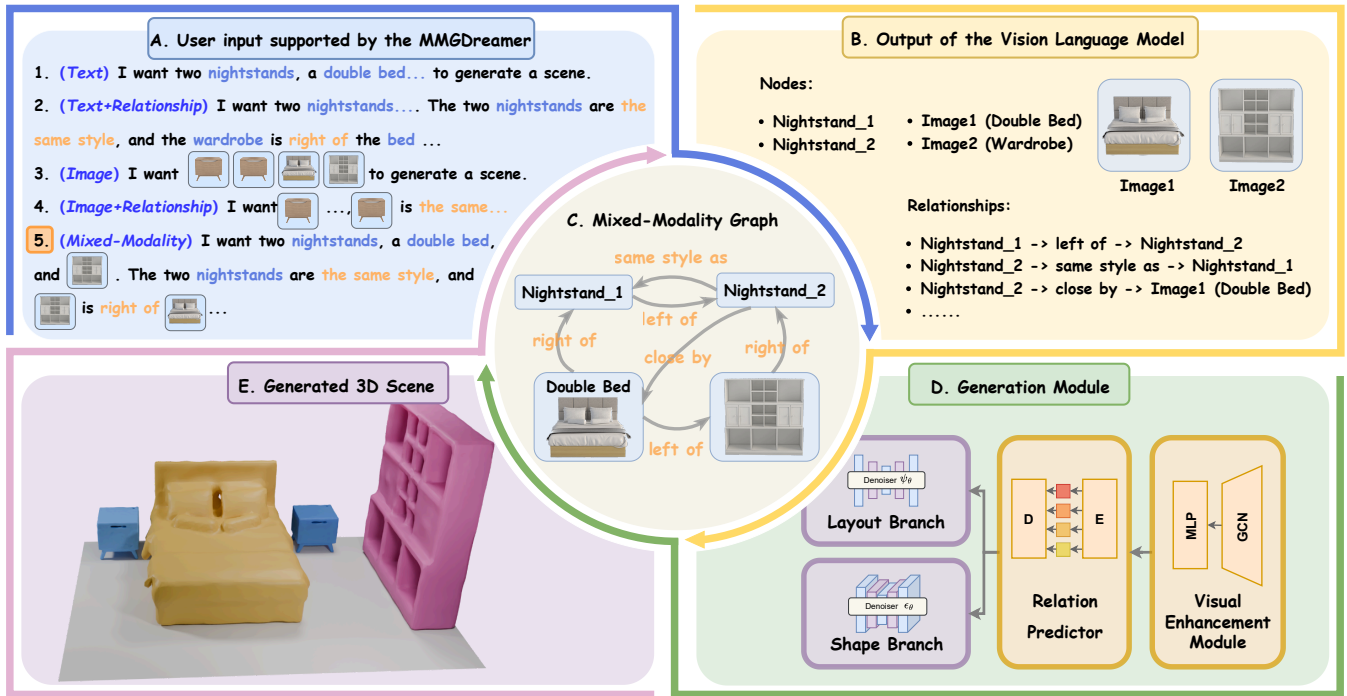 A. User input supported by the MMGDreamer
1. (Text) I want two nightstands, a double bed... to generate a scene.
2. (Text+Relationship) I want two nightstands.... The two nightstands are the
same style, and the wardrobe is right of the bed ...
3. (Image) I want to generate a scene.
4. (Image+Relationship) I want ..., is the same...
5. (Mixed-Modality) I want two nightstands, a double bed,
and . The two nightstands are the same style, and
is right of ...
B. Output of the Vision Language Model
Nodes:
• Nightstand_1
• Nightstand_2
• Image1 (Double Bed)
• Image2 (Wardrobe)
Image1
Image2
Relationships:
• Nightstand_1 -> left of -> Nightstand_2
• Nightstand_2 -> same style as -> Nightstand_1
• Nightstand_2 -> close by -> Image1 (Double Bed)
• ......
C. Mixed-Modality Graph
same style as
Nightstand_1
Nightstand_2
left of
right of
close by
right of
Double Bed
left of
D. Generation Module
Denoiser ψθ
Layout Branch
Denoiser ϵθ
Shape Branch
D
E
Relation
Predictor
MLP
GCN
Visual
Enhancement
Module
E. Generated 3D Scene